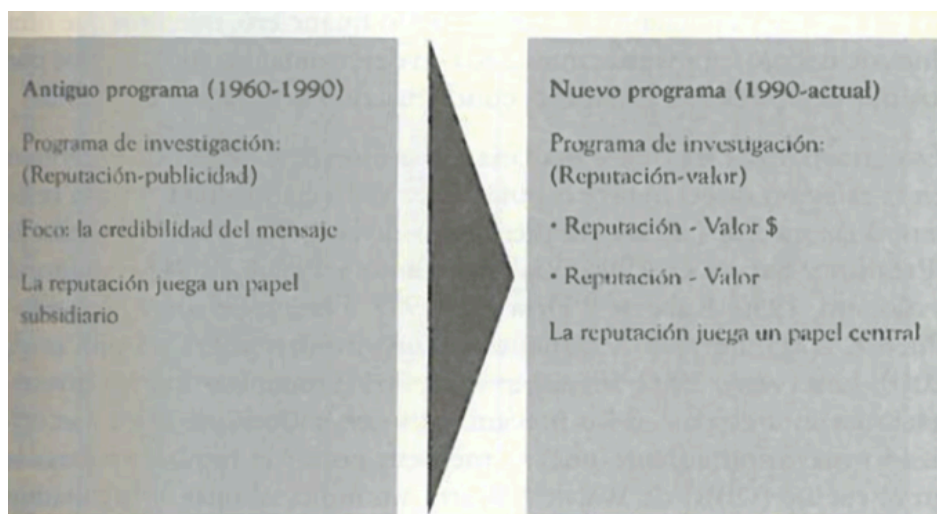 Antiguo programa (1960-1990)
Programa de investigación:
(Reputación-publicidad)
Foco: la credibilidad del mensaje
La reputación juega un papel
subsidiario
Nuevo programa (1990-actual)
Programa de investigación:
(Reputación-valor)
• Reputación - Valor $
• Reputación - Valor
La reputación juega un papel central